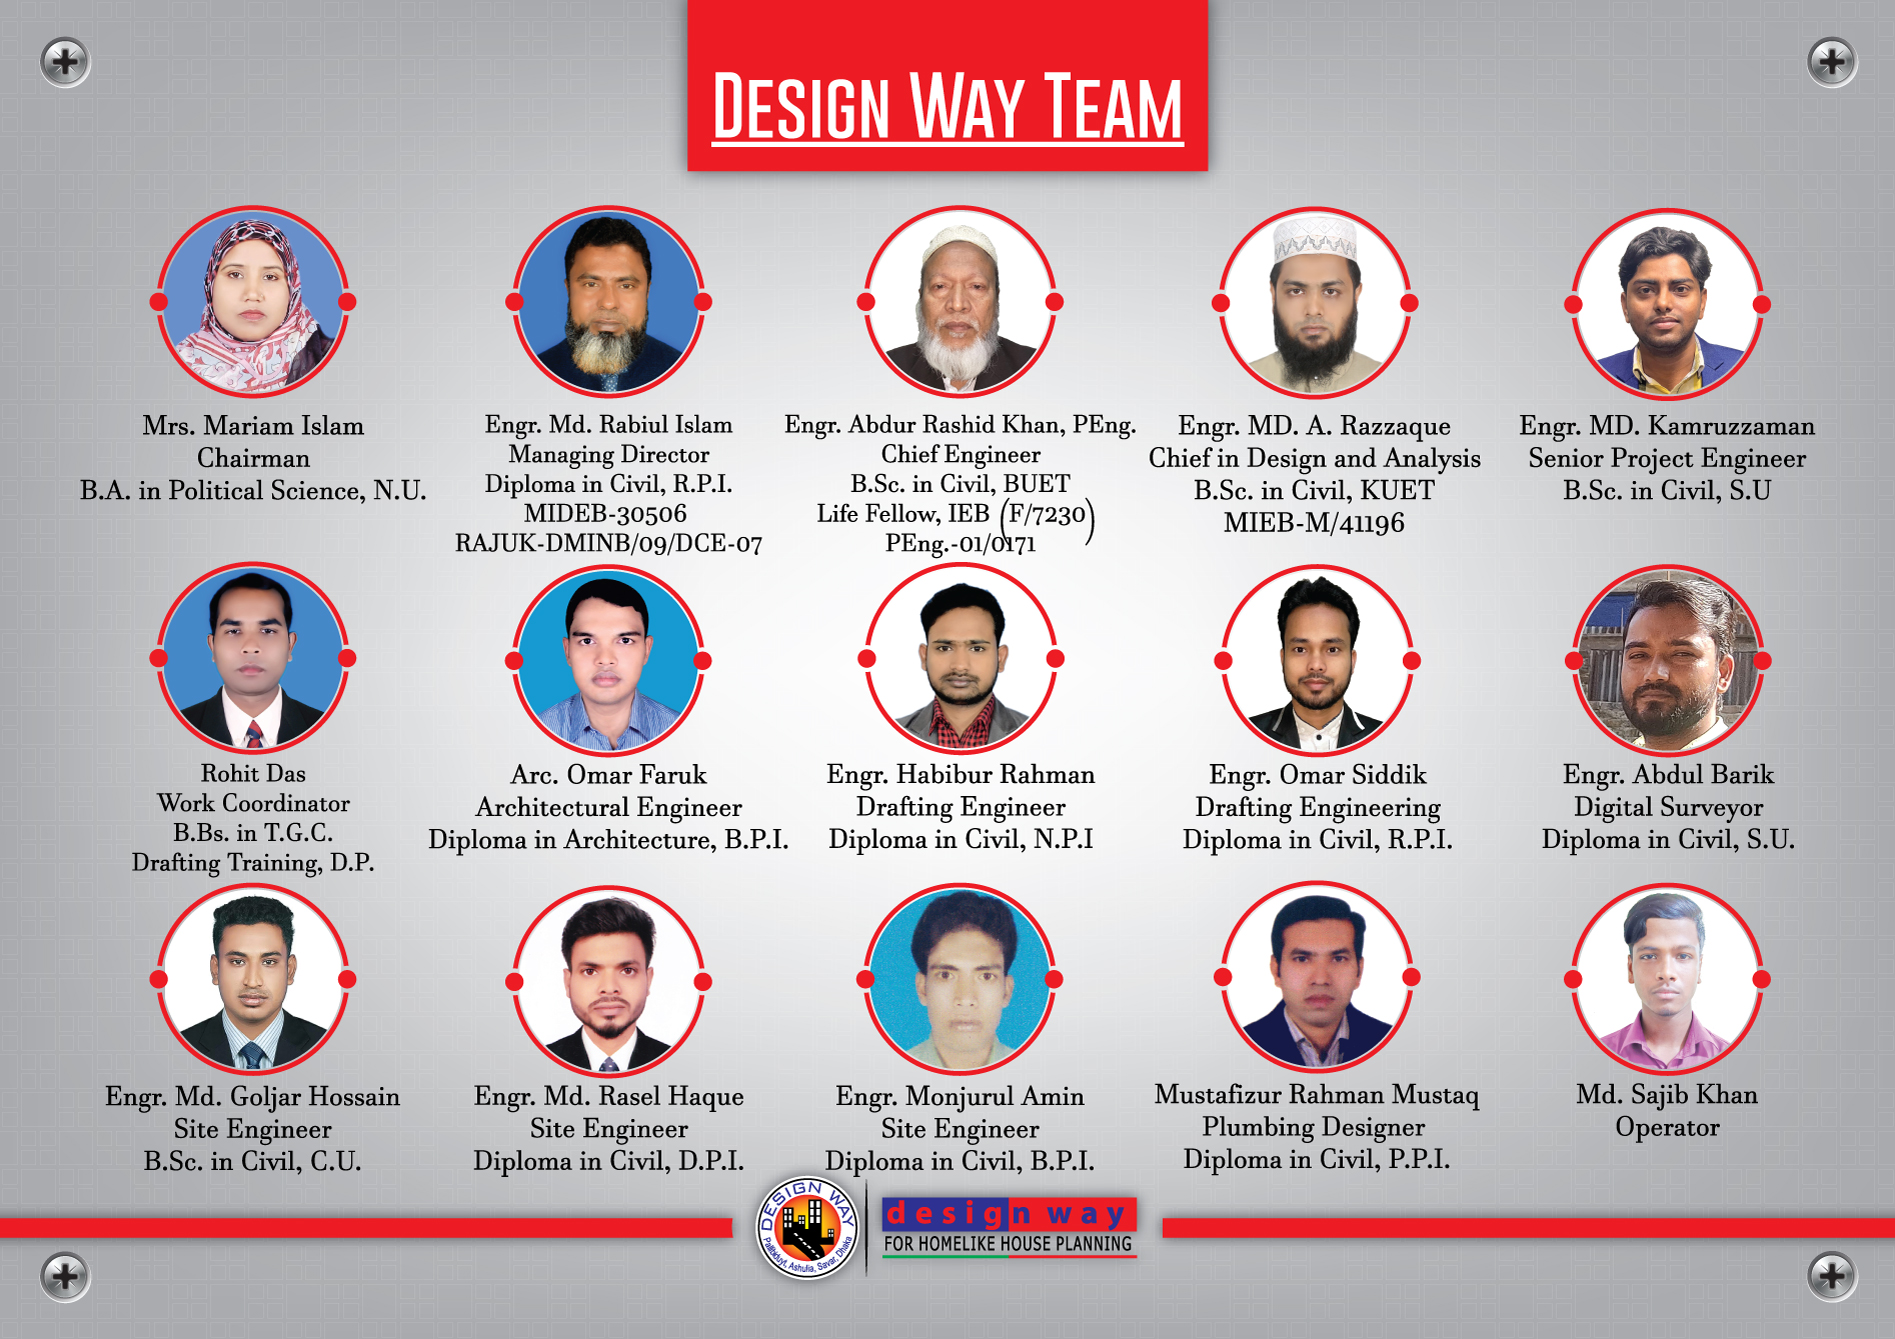 DESIGN WAY TEAM
Mrs. Mariam Islam
Chairman
B.A. in Political Science, N.U.
Engr. Md. Rabiul Islam
Managing Director
Diploma in Civil, R.P.I.
MIDEB-30506
RAJUK-DMINB/09/DCE-07
Engr. Abdur Rashid Khan, PEng.
Chief Engineer
B.Sc. in Civil, BUET
Life Fellow, IEB (F/7230)
PEng.-01/0171
Engr. MD. A. Razzaque
Chief in Design and Analysis
B.Sc. in Civil, KUET
MIEB-M/41196
Engr. MD. Kamruzzaman
Senior Project Engineer
B.Sc. in Civil, S.U
Rohit Das
Work Coordinator
B.Bs. in T.G.C.
Drafting Training, D.P.
Arc. Omar Faruk
Architectural Engineer
Diploma in Architecture, B.P.I.
Engr. Habibur Rahman
Drafting Engineer
Diploma in Civil, N.P.I
Engr. Omar Siddik
Drafting Engineering
Diploma in Civil, R.P.I.
Engr. Abdul Barik
Digital Surveyor
Diploma in Civil, S.U.
Engr. Md. Goljar Hossain
Site Engineer
B.Sc. in Civil, C.U.
Engr. Md. Rasel Haque
Site Engineer
Diploma in Civil, D.P.I.
Engr. Monjurul Amin
Site Engineer
Diploma in Civil, B.P.I.
Mustafizur Rahman Mustaq
Plumbing Designer
Diploma in Civil, P.P.I.
Md. Sajib Khan
Operator
DESIGN WAY
Ashulia, Savar, Dhaka
design way
FOR HOMELIKE HOUSE PLANNING